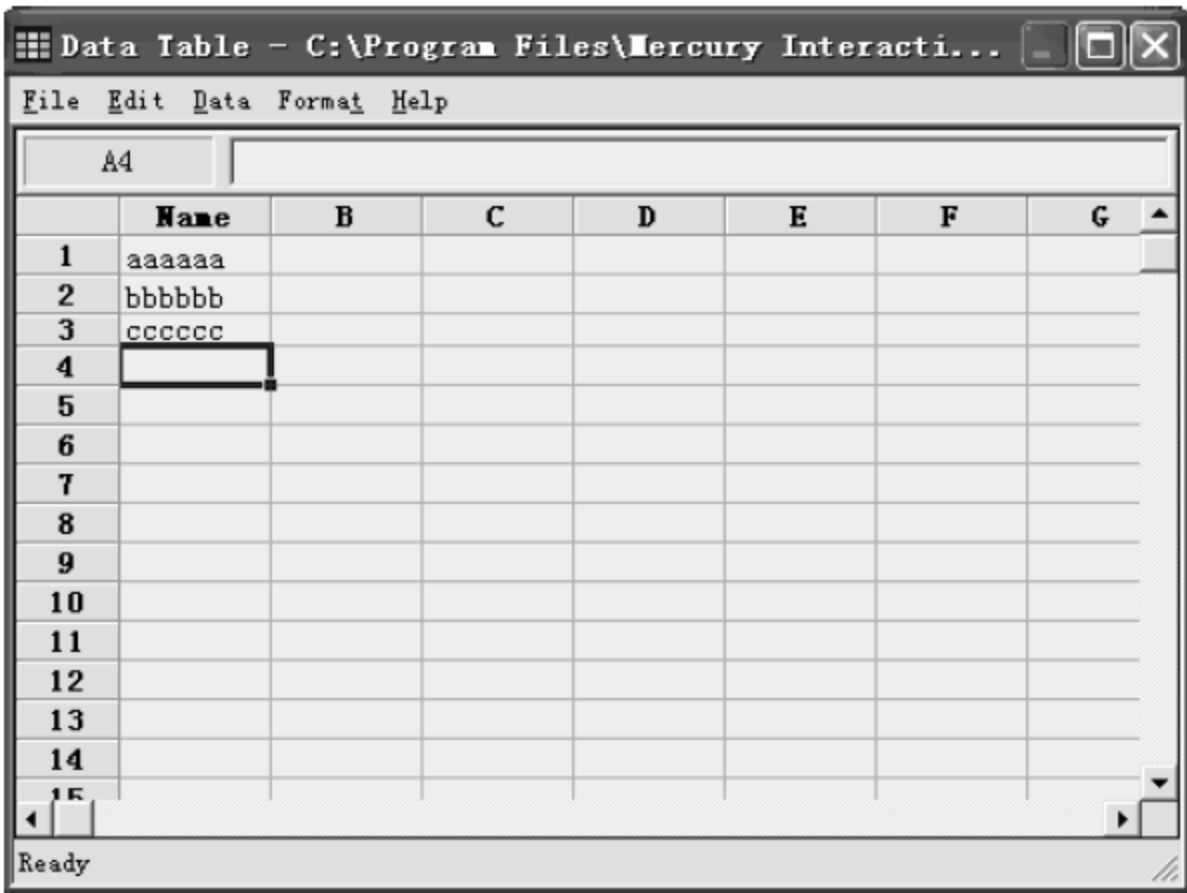 Data Table - C:\Program Files\Mercury Interacti...
File Edit Data Format Help
A4
Name B C D E F G
1 aaaaaa
2 bbbbbb
3 cccccc
4
5
6
7
8
9
10
11
12
13
14
15
Ready